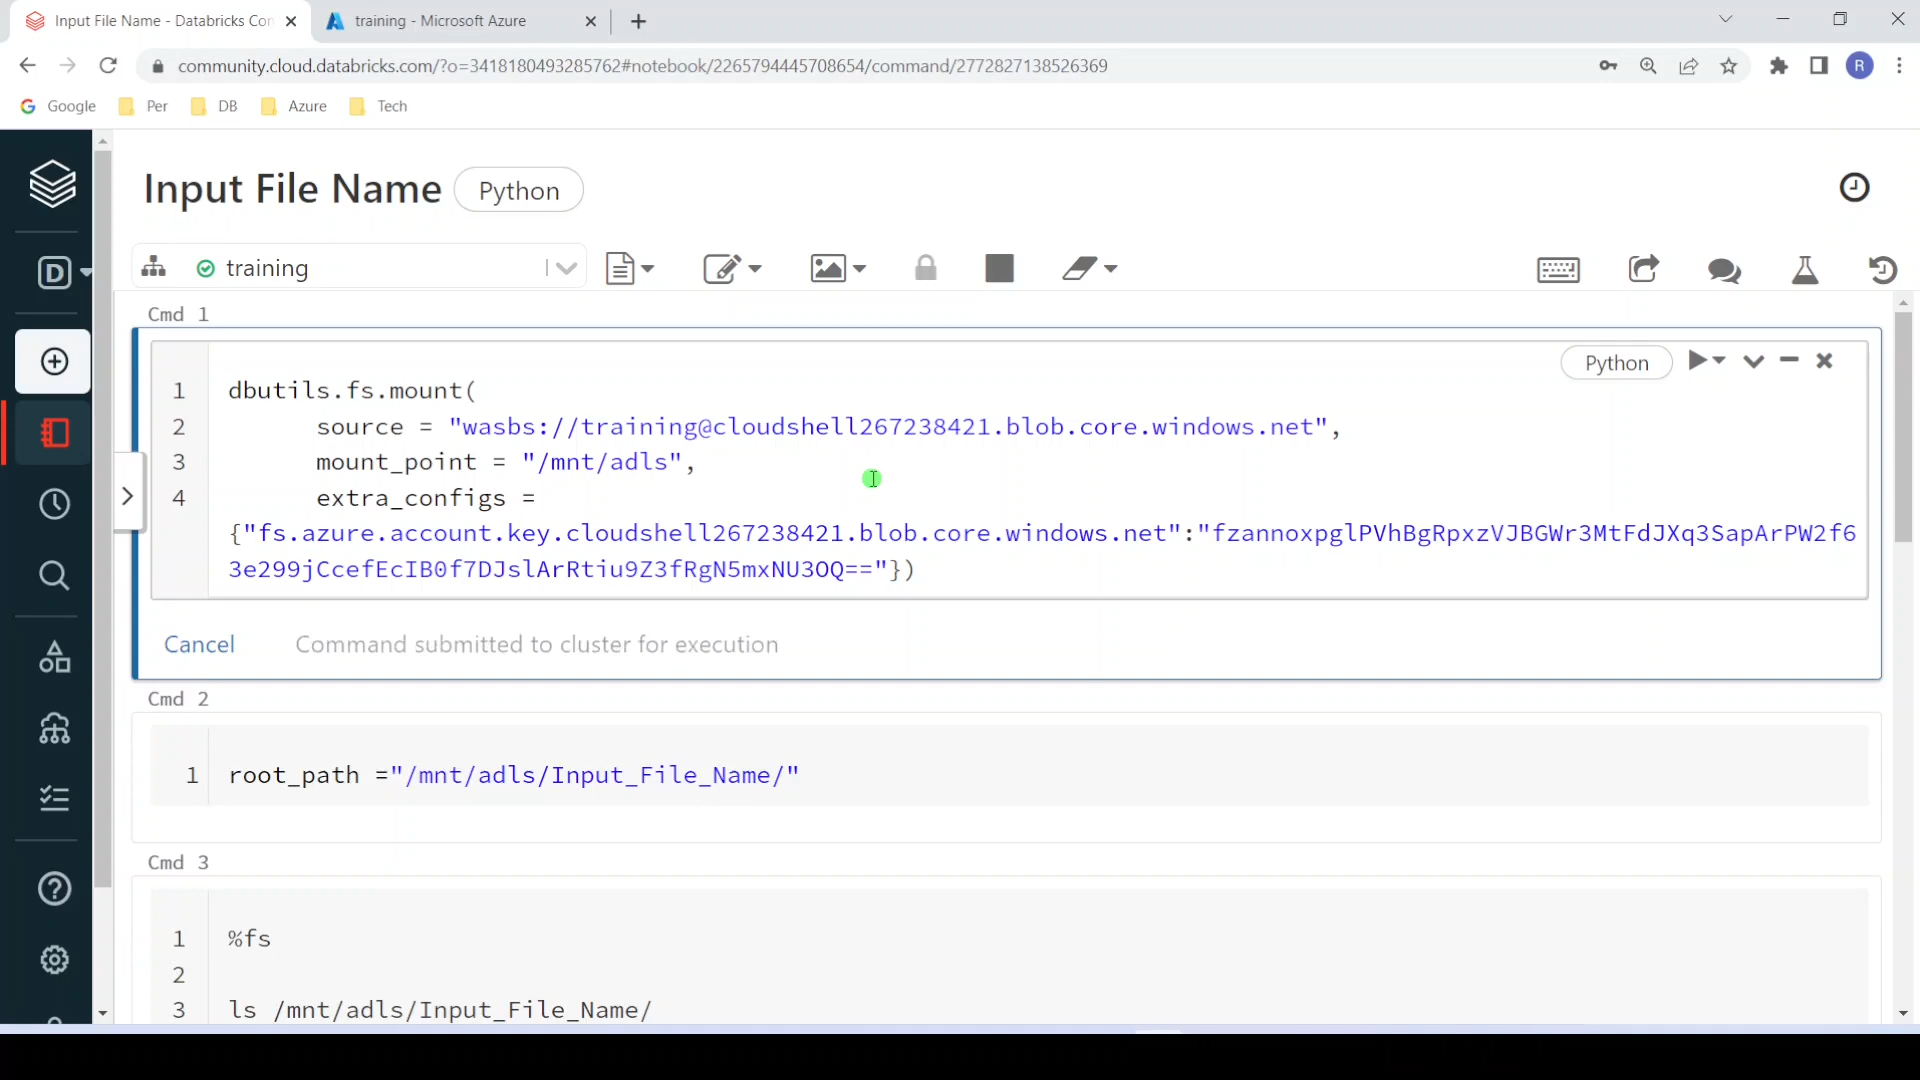 Input File Name - Databricks Con
training - Microsoft Azure
community.cloud.databricks.com/?o=3418180493285762#notebook/2265794445708654/command/2772827138526369
R
Google
Per
DB
Azure
Tech
Input File Name
Python
D
training
Cmd 1
Python
1 dbutils.fs.mount(
2 source = "wasbs://training@cloudshell267238421.blob.core.windows.net",
3 mount_point = "/mnt/adls",
4 extra_configs =
{"fs.azure.account.key.cloudshell267238421.blob.core.windows.net":"fzannoxpglPVhBgRpxzVJBGWr3MtFdJXq3SapArPW2f6
3e299jCcefEcIB0f7DJslArRtiu9Z3fRgN5mxNU3OQ=="})
Cancel
Command submitted to cluster for execution
Cmd 2
1 root_path ="/mnt/adls/Input_File_Name/"
Cmd 3
1 %fs
2
3 ls /mnt/adls/Input_File_Name/